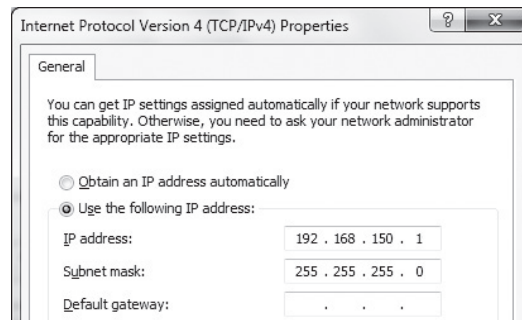 Internet Protocol Version 4 (TCP/IPv4) Properties
? X
General
You can get IP settings assigned automatically if your network supports
this capability. Otherwise, you need to ask your network administrator
for the appropriate IP settings.
Obtain an IP address automatically
Use the following IP address:
IP address: 192 . 168 . 150 . 1
Subnet mask: 255 . 255 . 255 . 0
Default gateway: . . .